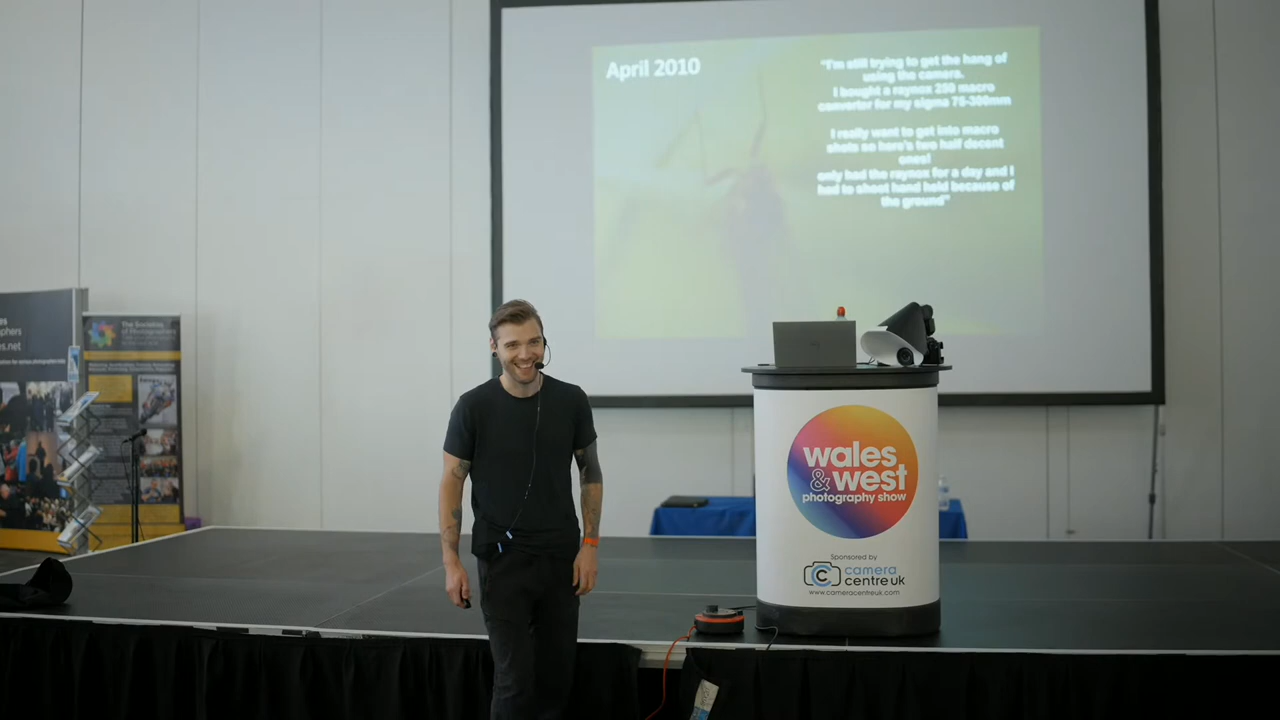 April 2010
"I'm still trying to get the hang of
using the camera.
I bought a raynox 250 macro
converter for my sigma 70-300mm
I really want to get into macro
shots so here's two half decent
ones!
only had the raynox for a day and I
had to shoot hand held because of
the ground"
The Societies
of Photographers
wales
& west
photography show
Sponsored by
camera
centre uk
www.cameracentreuk.com